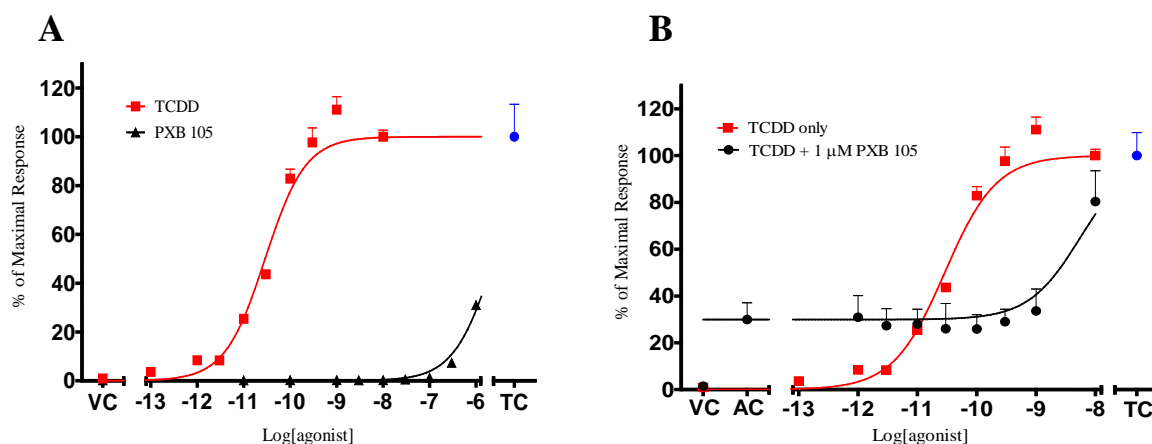 A
% of Maximal Response
120
100
80
60
40
20
0
TCDD
PXB 105
VC -13 -12 -11 -10 -9 -8 -7 -6 TC
Log[agonist]
B
% of Maximal Response
120
100
80
60
40
20
0
TCDD only
TCDD + 1 μM PXB 105
VC AC -13 -12 -11 -10 -9 -8 TC
Log[agonist]